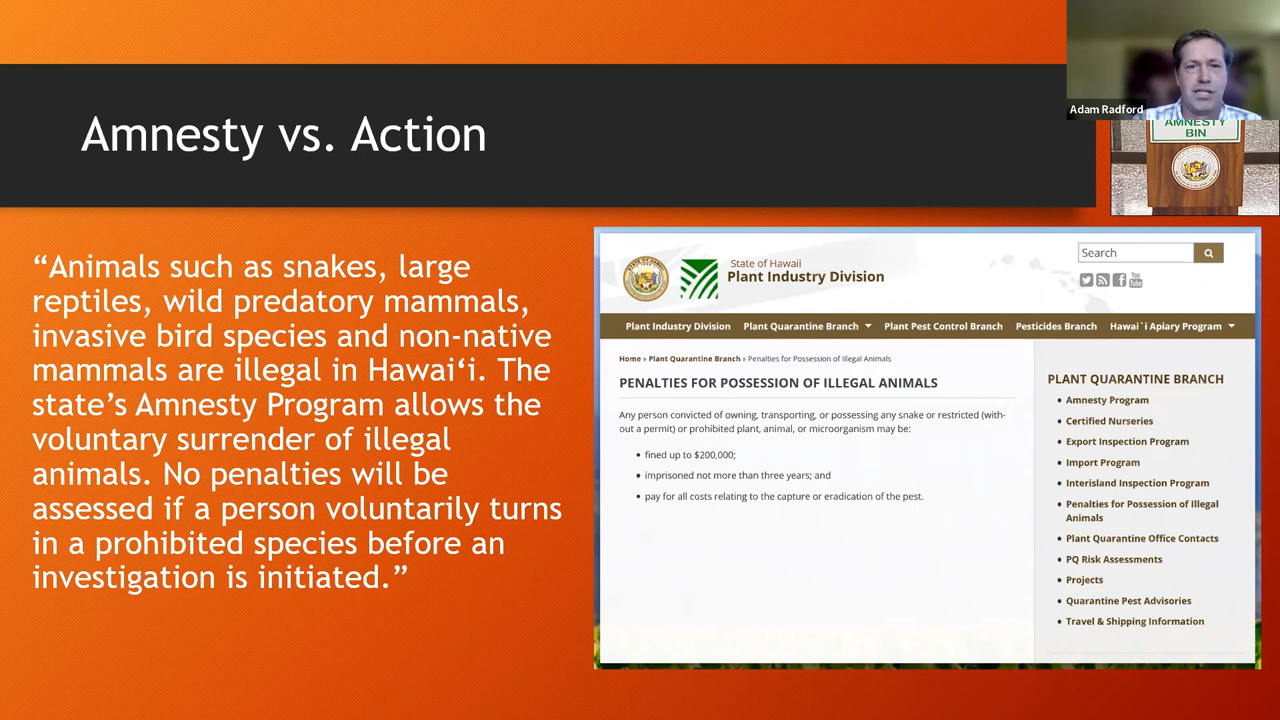 Adam Radford
AMNESTY
BIN
Amnesty vs. Action
“Animals such as snakes, large
reptiles, wild predatory mammals,
invasive bird species and non-native
mammals are illegal in Hawai‘i. The
state’s Amnesty Program allows the
voluntary surrender of illegal
animals. No penalties will be
assessed if a person voluntarily turns
in a prohibited species before an
investigation is initiated.”
State of Hawaii
Plant Industry Division
Search
Plant Industry Division Plant Quarantine Branch Plant Pest Control Branch Pesticides Branch Hawai`i Apiary Program
Home » Plant Quarantine Branch » Penalties for Possession of Illegal Animals
PENALTIES FOR POSSESSION OF ILLEGAL ANIMALS
Any person convicted of owning, transporting, or possessing any snake or restricted (with-
out a permit) or prohibited plant, animal, or microorganism may be:
• fined up to $200,000;
• imprisoned not more than three years; and
• pay for all costs relating to the capture or eradication of the pest.
PLANT QUARANTINE BRANCH
• Amnesty Program
• Certified Nurseries
• Export Inspection Program
• Import Program
• Interisland Inspection Program
• Penalties for Possession of Illegal
Animals
• Plant Quarantine Office Contacts
• PQ Risk Assessments
• Projects
• Quarantine Pest Advisories
• Travel & Shipping Information